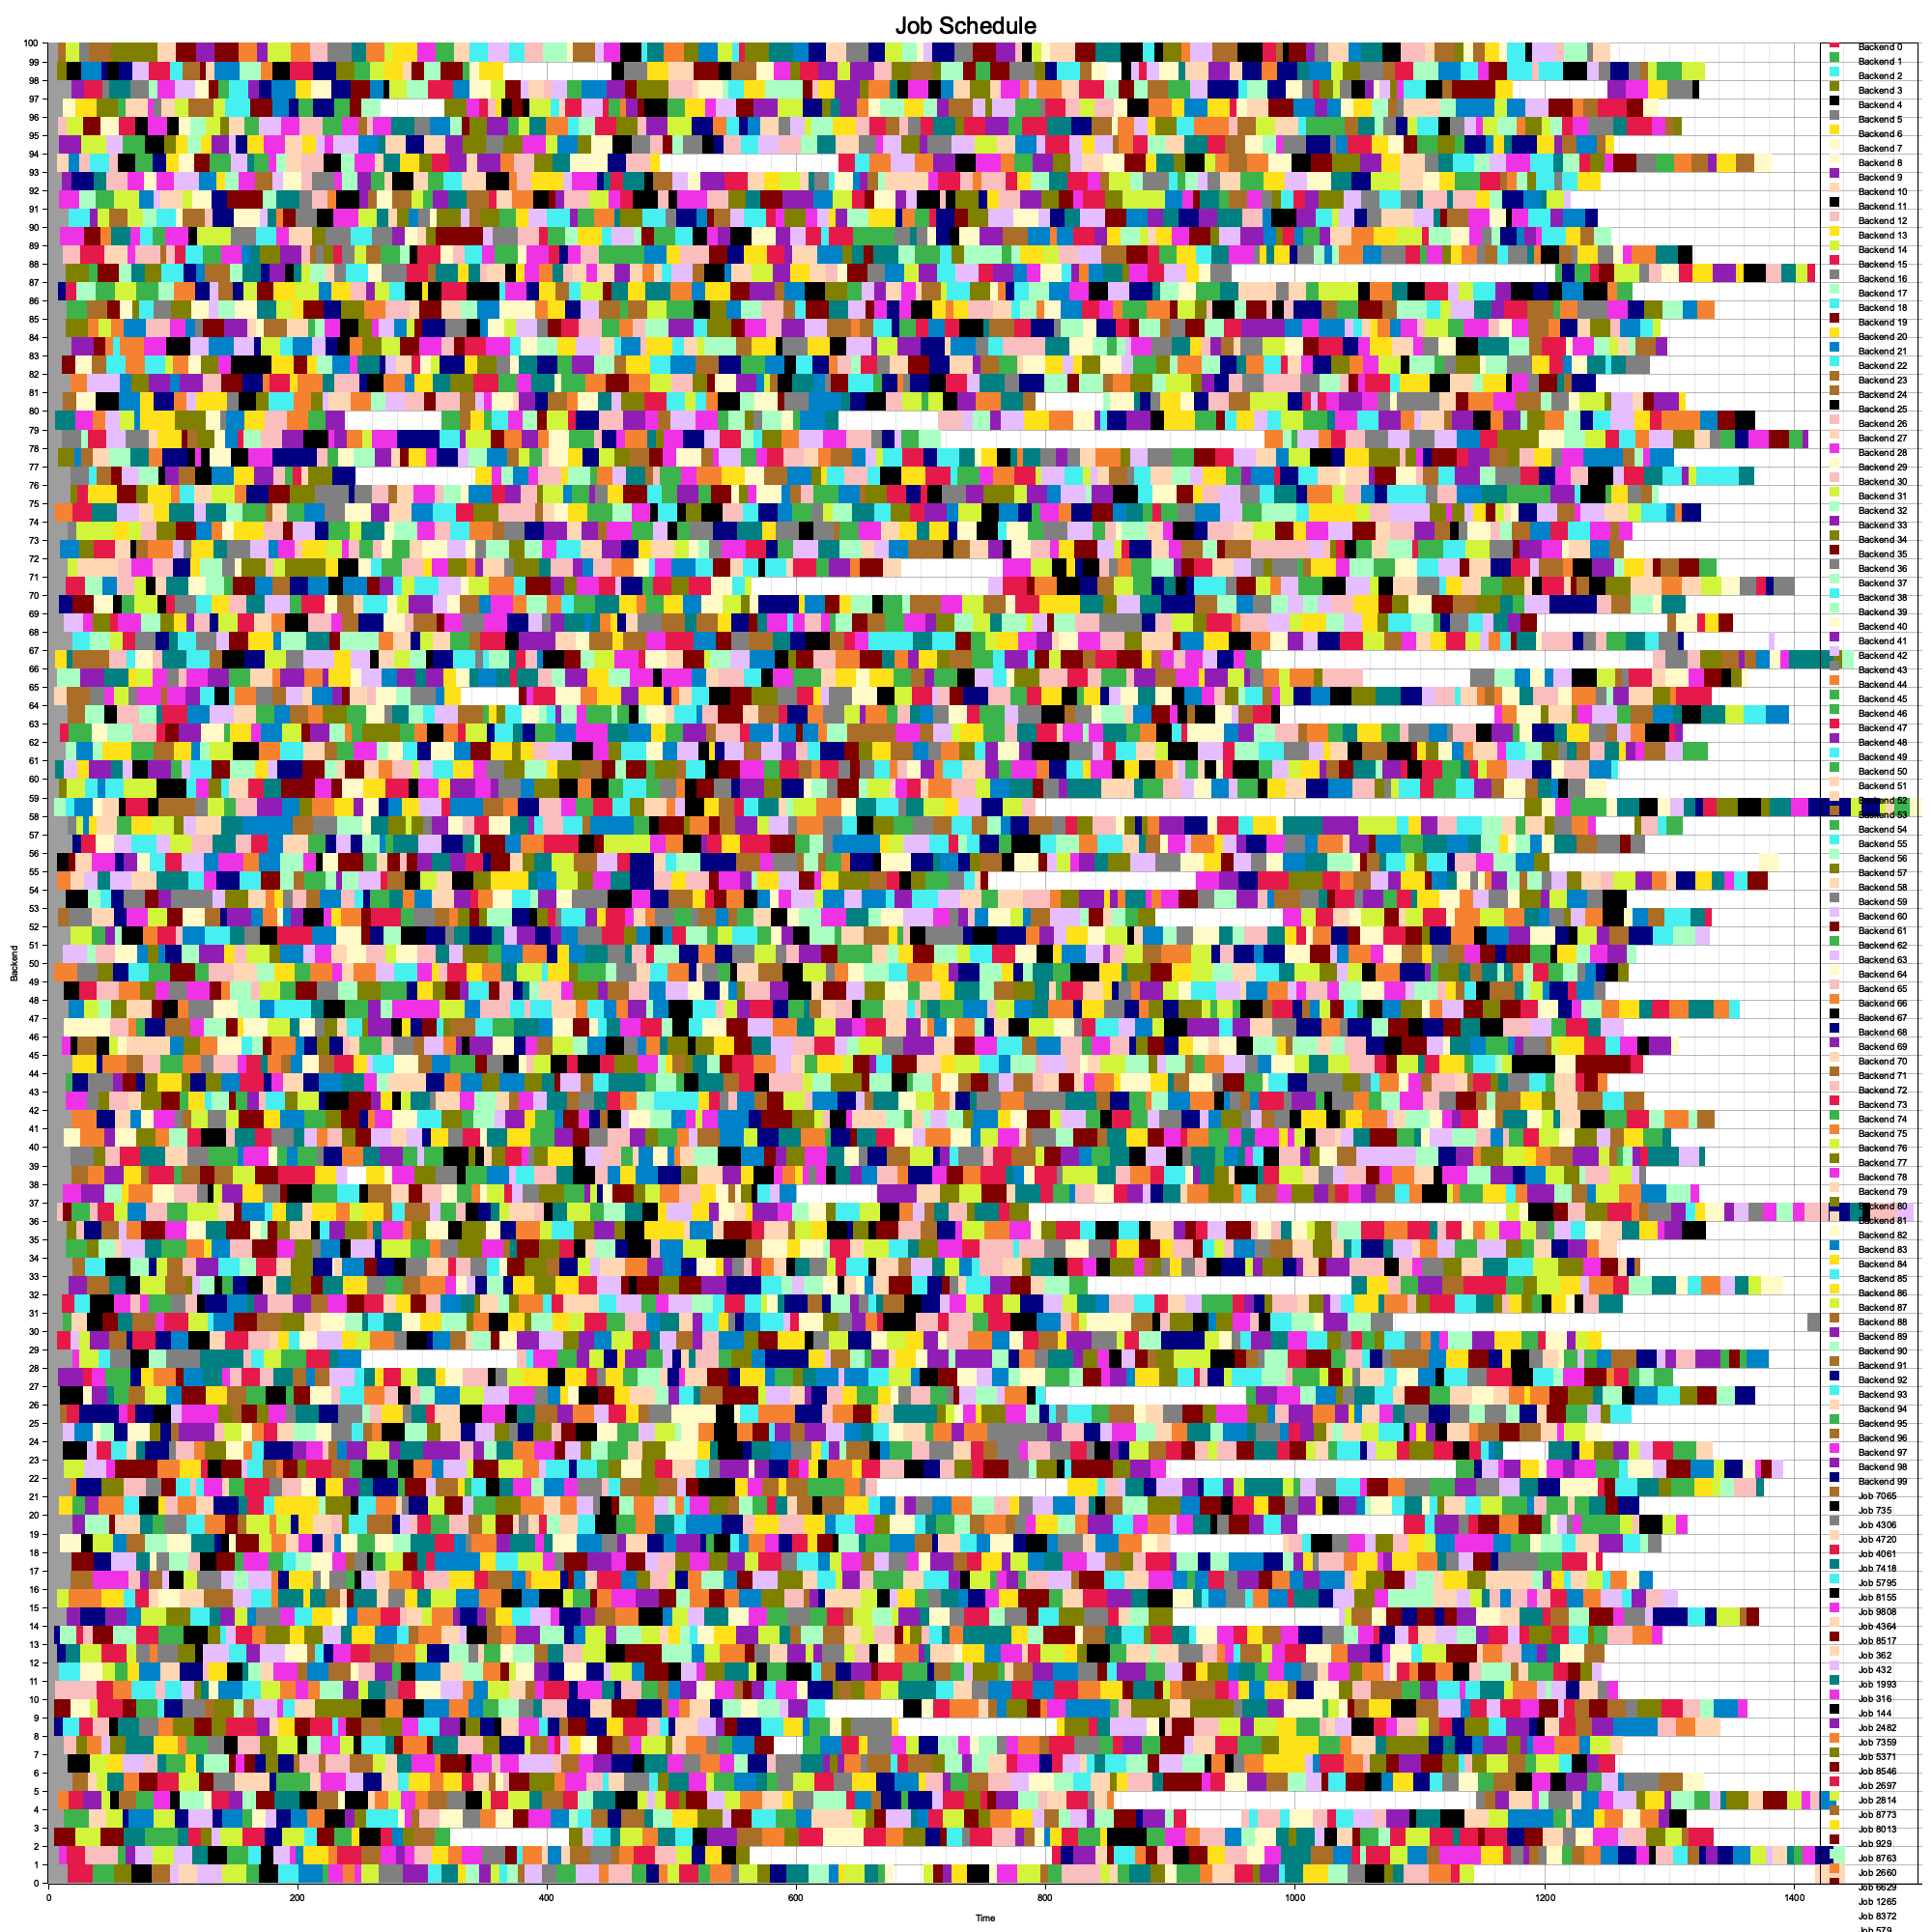 Job Schedule
100
99
98
97
96
95
94
93
92
91
90
89
88
87
86
85
84
83
82
81
80
79
78
77
76
75
74
73
72
71
70
69
68
67
66
65
64
63
62
61
60
59
58
57
56
55
54
53
52
51
50
49
48
47
46
45
44
43
42
41
40
39
38
37
36
35
34
33
32
31
30
29
28
27
26
25
24
23
22
21
20
19
18
17
16
15
14
13
12
11
10
9
8
7
6
5
4
3
2
1
0
Backend
0 200 400 600 800 1000 1200 1400
Time
Backend 0
Backend 1
Backend 2
Backend 3
Backend 4
Backend 5
Backend 6
Backend 7
Backend 8
Backend 9
Backend 10
Backend 11
Backend 12
Backend 13
Backend 14
Backend 15
Backend 16
Backend 17
Backend 18
Backend 19
Backend 20
Backend 21
Backend 22
Backend 23
Backend 24
Backend 25
Backend 26
Backend 27
Backend 28
Backend 29
Backend 30
Backend 31
Backend 32
Backend 33
Backend 34
Backend 35
Backend 36
Backend 37
Backend 38
Backend 39
Backend 40
Backend 41
Backend 42
Backend 43
Backend 44
Backend 45
Backend 46
Backend 47
Backend 48
Backend 49
Backend 50
Backend 51
Backend 52
Backend 53
Backend 54
Backend 55
Backend 56
Backend 57
Backend 58
Backend 59
Backend 60
Backend 61
Backend 62
Backend 63
Backend 64
Backend 65
Backend 66
Backend 67
Backend 68
Backend 69
Backend 70
Backend 71
Backend 72
Backend 73
Backend 74
Backend 75
Backend 76
Backend 77
Backend 78
Backend 79
Backend 80
Backend 81
Backend 82
Backend 83
Backend 84
Backend 85
Backend 86
Backend 87
Backend 88
Backend 89
Backend 90
Backend 91
Backend 92
Backend 93
Backend 94
Backend 95
Backend 96
Backend 97
Backend 98
Backend 99
Job 7065
Job 735
Job 4306
Job 4720
Job 4061
Job 7418
Job 5795
Job 8155
Job 9808
Job 4364
Job 8517
Job 362
Job 432
Job 1993
Job 316
Job 144
Job 2482
Job 7359
Job 5371
Job 8546
Job 2697
Job 2814
Job 8773
Job 8013
Job 929
Job 8763
Job 2660
Job 6629
Job 1265
Job 8372
Job 579